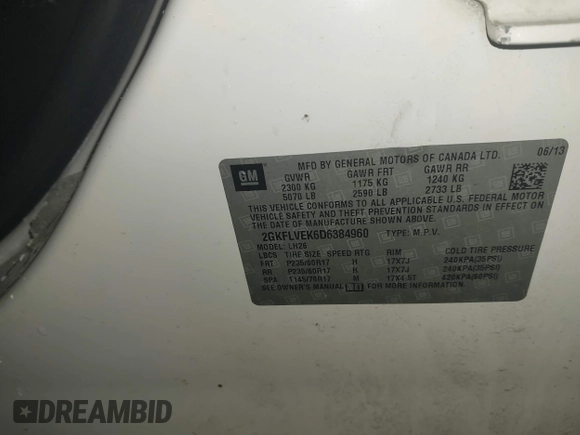 GM
MFD BY GENERAL MOTORS OF CANADA LTD. 06/13
GVWR GAWR FRT GAWR RR
2300 KG 1175 KG 1240 KG
5070 LB 2590 LB 2733 LB
THIS VEHICLE CONFORMS TO ALL APPLICABLE U.S. FEDERAL MOTOR
VEHICLE SAFETY AND THEFT PREVENTION STANDARDS IN EFFECT ON
THE DATE OF MANUFACTURE SHOWN ABOVE.
2GKFLVEK6D6384960 TYPE: M.P.V.
MODEL: LH26
LBCS TIRE SIZE SPEED RTG RIM COLD TIRE PRESSURE
FRT P235/60R17 H 17X7J 240KPA(35PSI)
RR P235/60R17 H 17X7J 240KPA(35PSI)
SPA T145/70R17 M 17X4.5T 420KPA(60PSI)
SEE OWNER'S MANUAL FOR MORE INFORMATION.
DREAMBID